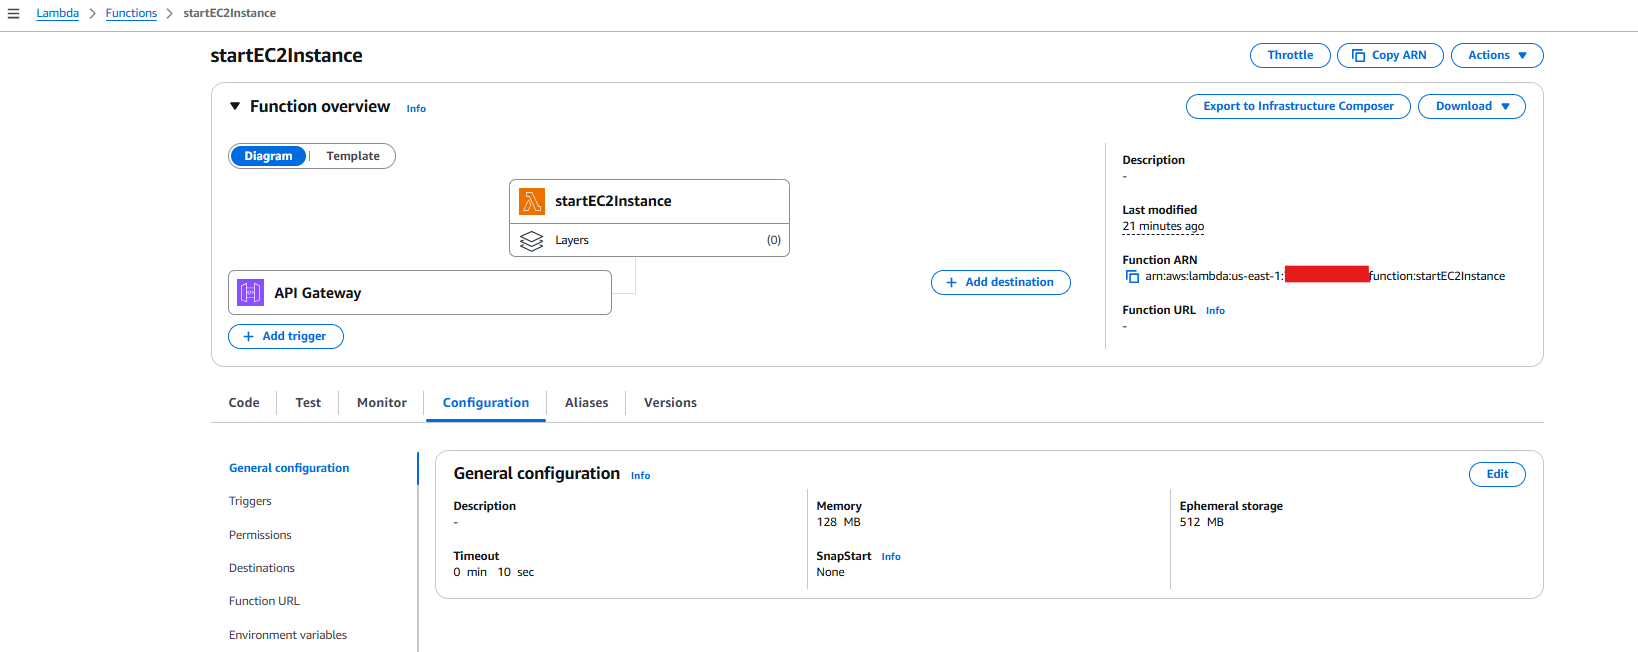 Lambda > Functions > startEC2Instance
startEC2Instance
Throttle
Copy ARN
Actions
Function overview Info
Export to Infrastructure Composer
Download
Diagram | Template
startEC2Instance
Layers (0)
API Gateway
+ Add trigger
+ Add destination
Description
-
Last modified
21 minutes ago
Function ARN
arn:aws:lambda:us-east-1: function:startEC2Instance
Function URL Info
-
Code
Test
Monitor
Configuration
Aliases
Versions
General configuration
Triggers
Permissions
Destinations
Function URL
Environment variables
General configuration Info
Edit
Description
-
Timeout
0 min 10 sec
Memory
128 MB
SnapStart Info
None
Ephemeral storage
512 MB